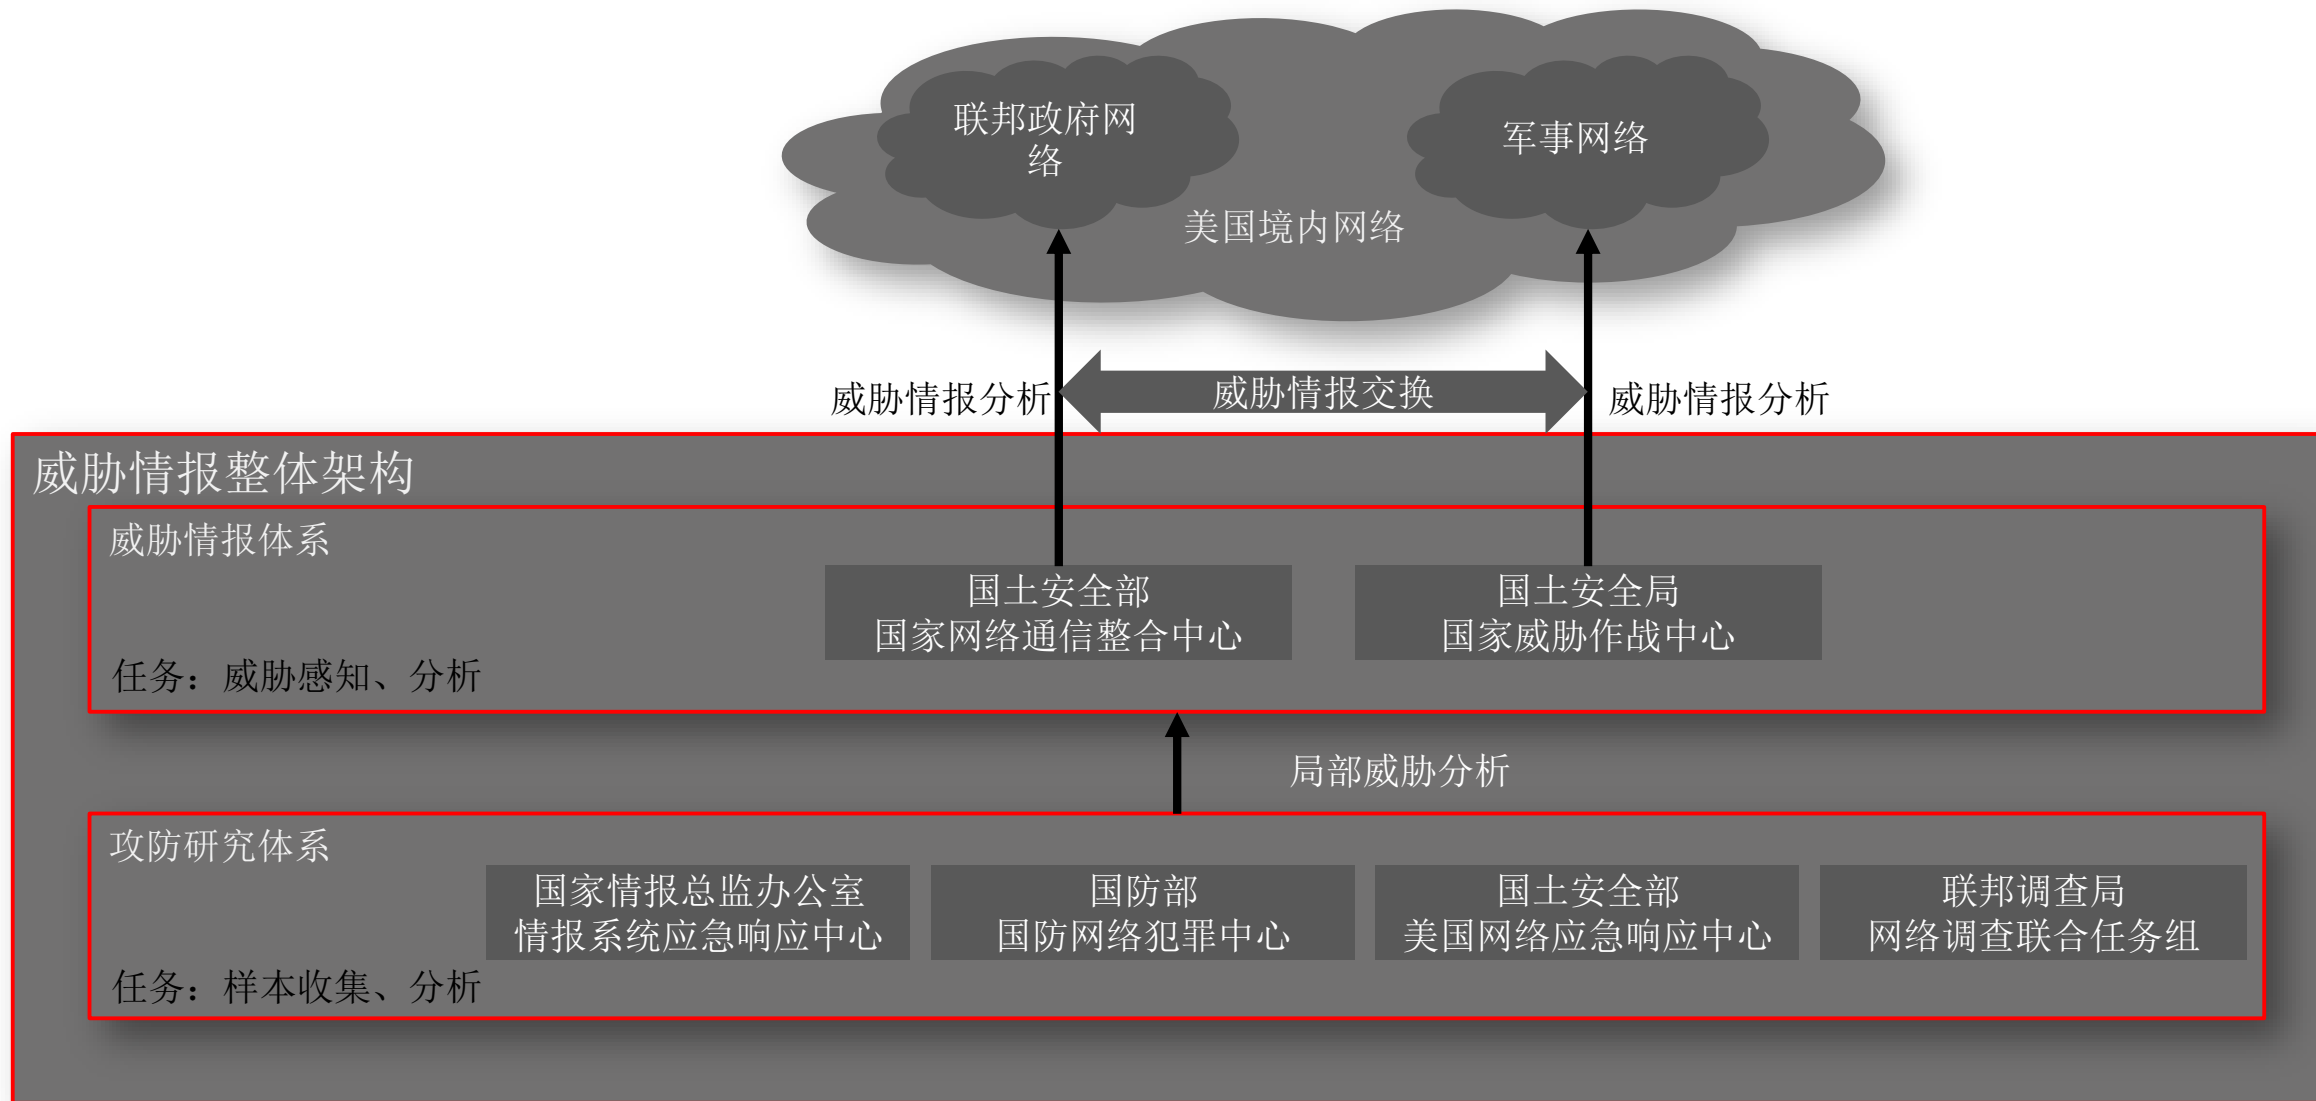 联邦政府网
络
军事网络
美国境内网络
威胁情报分析
威胁情报交换
威胁情报分析
威胁情报整体架构
威胁情报体系
国土安全部
国家网络通信整合中心
国土安全局
国家威胁作战中心
任务：威胁感知、分析
局部威胁分析
攻防研究体系
国家情报总监办公室
情报系统应急响应中心
国防部
国防网络犯罪中心
国土安全部
美国网络应急响应中心
联邦调查局
网络调查联合任务组
任务：样本收集、分析